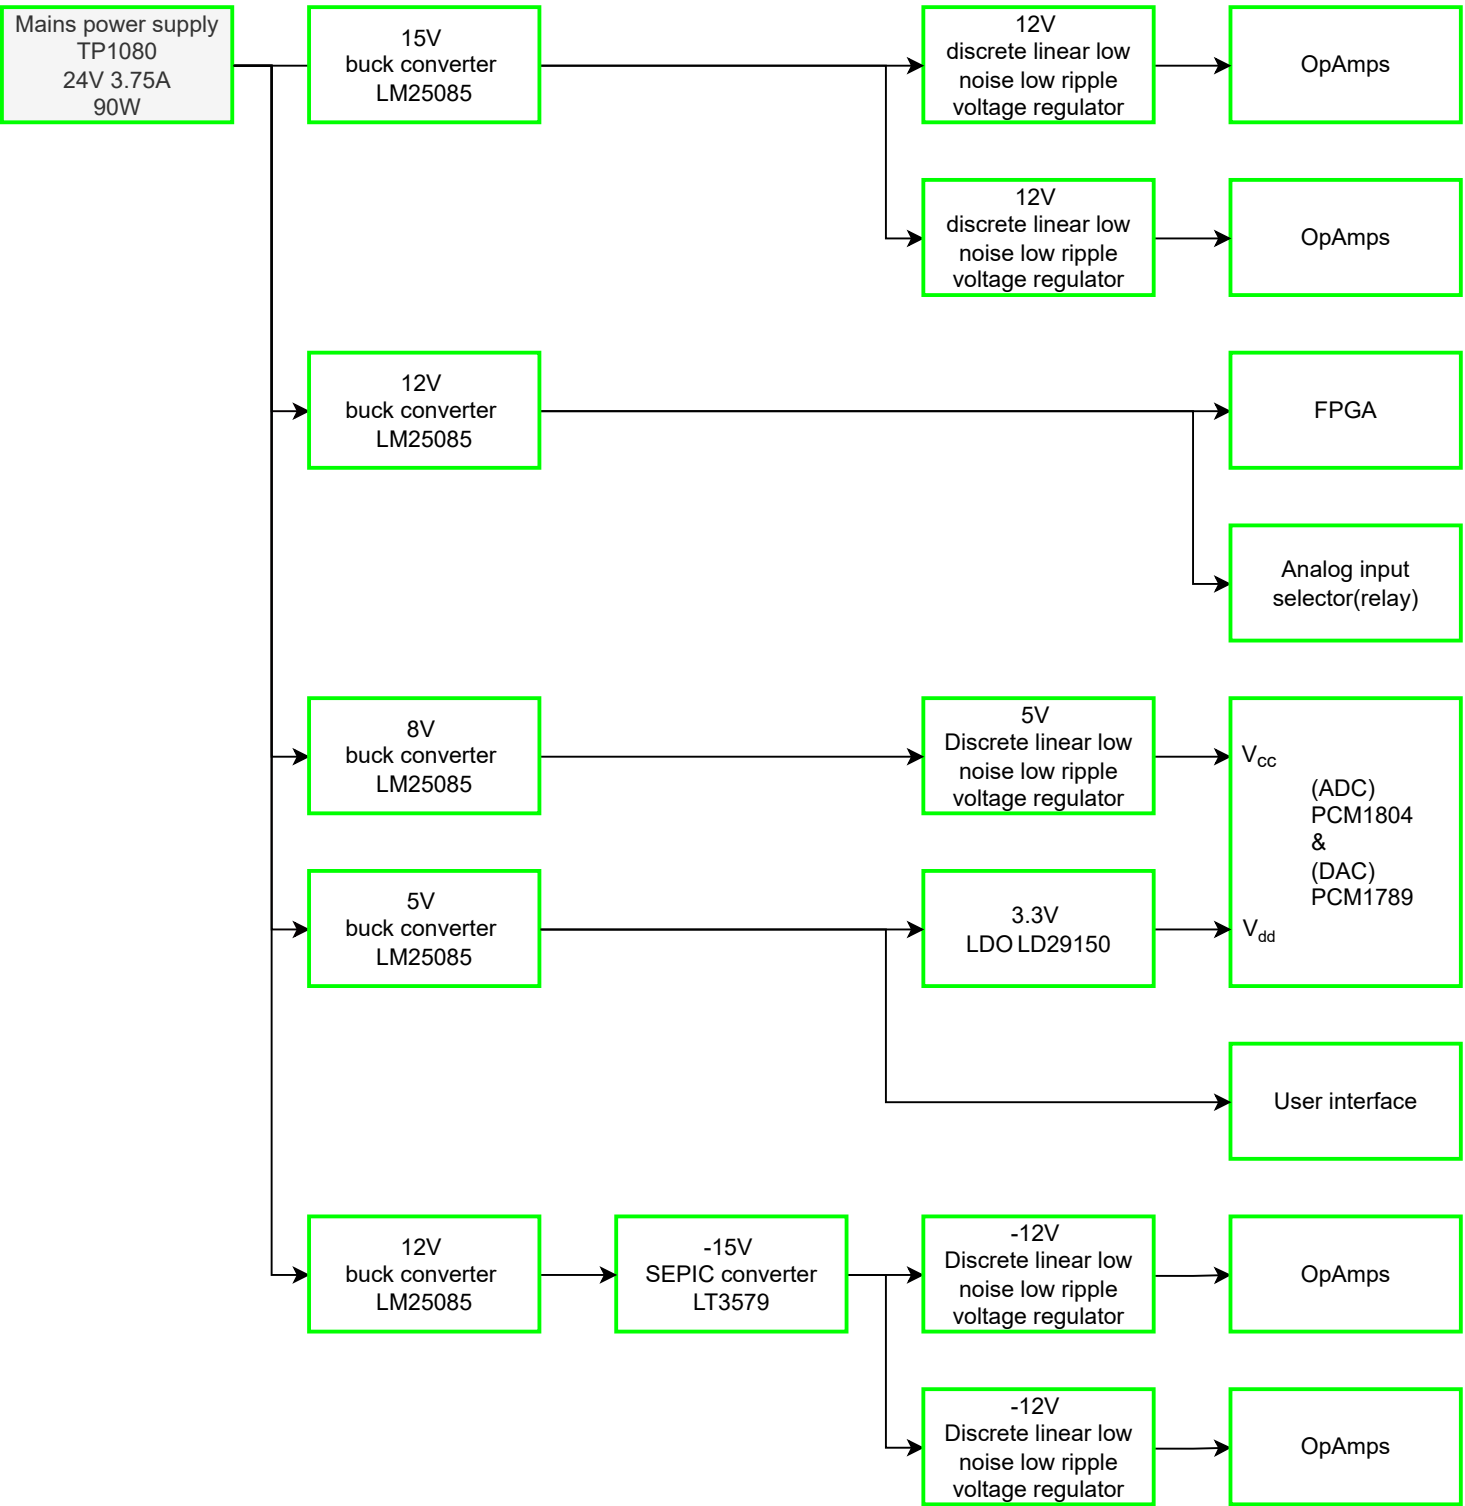 Mains power supply
TP1080
24V 3.75A
90W
15V
buck converter
LM25085
12V
discrete linear low
noise low ripple
voltage regulator
OpAmps
12V
discrete linear low
noise low ripple
voltage regulator
OpAmps
12V
buck converter
LM25085
FPGA
Analog input
selector(relay)
8V
buck converter
LM25085
5V
Discrete linear low
noise low ripple
voltage regulator
Vcc
(ADC)
PCM1804
&
(DAC)
PCM1789
Vdd
5V
buck converter
LM25085
3.3V
LDO LD29150
User interface
12V
buck converter
LM25085
-15V
SEPIC converter
LT3579
-12V
Discrete linear low
noise low ripple
voltage regulator
OpAmps
-12V
Discrete linear low
noise low ripple
voltage regulator
OpAmps